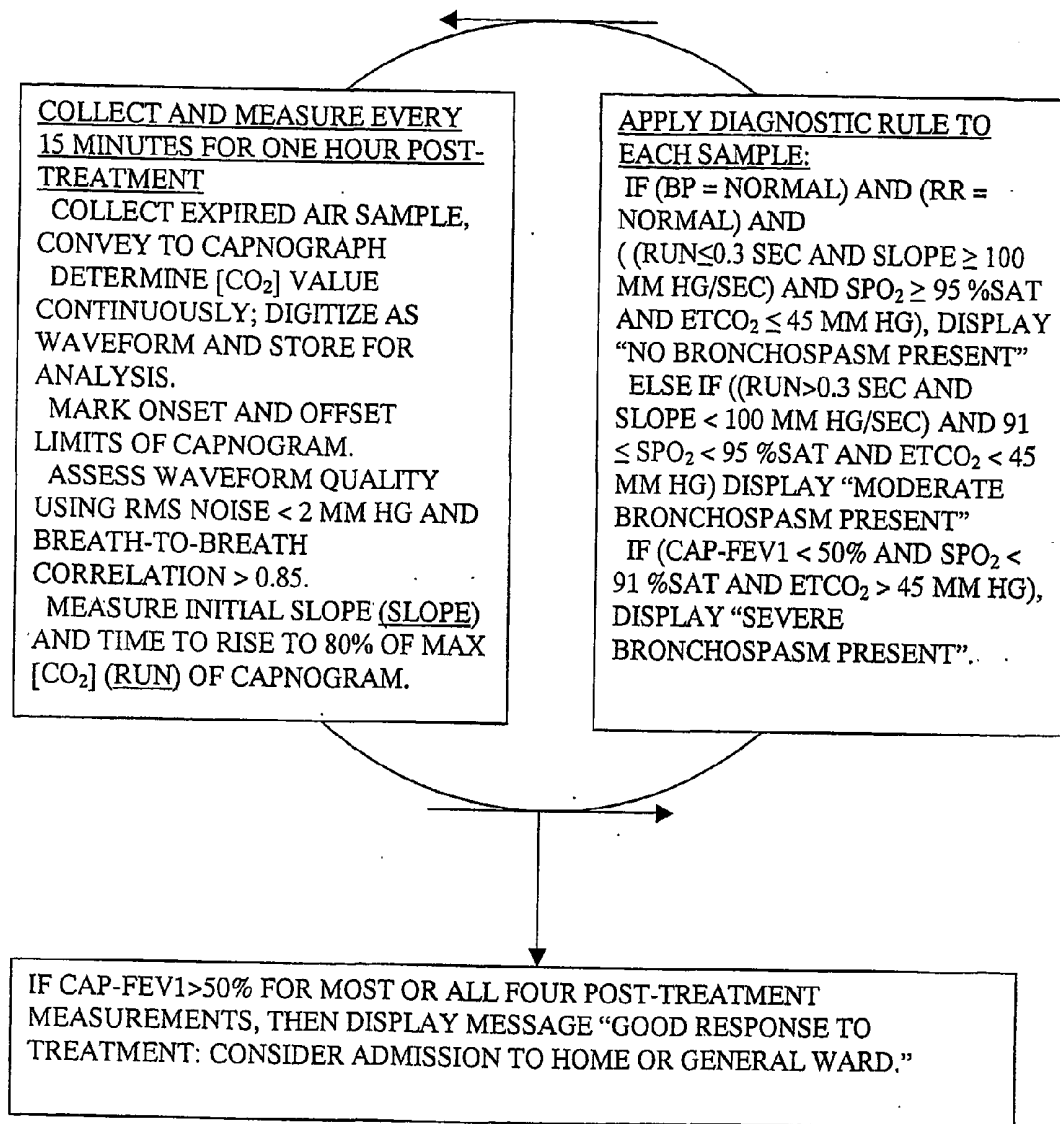 COLLECT AND MEASURE EVERY
15 MINUTES FOR ONE HOUR POST-
TREATMENT
COLLECT EXPIRED AIR SAMPLE,
CONVEY TO CAPNOGRAPH
DETERMINE [CO₂] VALUE
CONTINUOUSLY; DIGITIZE AS
WAVEFORM AND STORE FOR
ANALYSIS.
MARK ONSET AND OFFSET
LIMITS OF CAPNOGRAM.
ASSESS WAVEFORM QUALITY
USING RMS NOISE < 2 MM HG AND
BREATH-TO-BREATH
CORRELATION > 0.85.
MEASURE INITIAL SLOPE (SLOPE)
AND TIME TO RISE TO 80% OF MAX
[CO₂] (RUN) OF CAPNOGRAM.
APPLY DIAGNOSTIC RULE TO
EACH SAMPLE:
IF (BP = NORMAL) AND (RR =
NORMAL) AND
( (RUN≤0.3 SEC AND SLOPE ≥ 100
MM HG/SEC) AND SPO₂ ≥ 95 %SAT
AND ETCO₂ ≤ 45 MM HG), DISPLAY
“NO BRONCHOSPASM PRESENT”
ELSE IF ((RUN>0.3 SEC AND
SLOPE < 100 MM HG/SEC) AND 91
≤ SPO₂ < 95 %SAT AND ETCO₂ < 45
MM HG) DISPLAY “MODERATE
BRONCHOSPASM PRESENT”
IF (CAP-FEV1 < 50% AND SPO₂ <
91 %SAT AND ETCO₂ > 45 MM HG),
DISPLAY “SEVERE
BRONCHOSPASM PRESENT”.
IF CAP-FEV1>50% FOR MOST OR ALL FOUR POST-TREATMENT
MEASUREMENTS, THEN DISPLAY MESSAGE “GOOD RESPONSE TO
TREATMENT: CONSIDER ADMISSION TO HOME OR GENERAL WARD.”